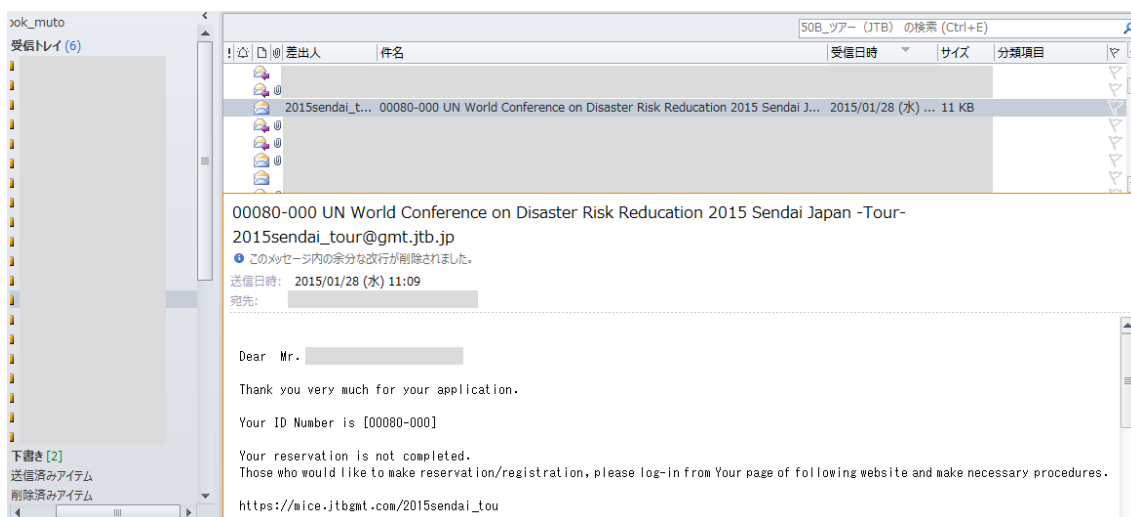 ook_muto
受信トレイ (6)
下書き [2]
送信済みアイテム
削除済みアイテム
50B_ツアー（JTB） の検索 (Ctrl+E)
差出人 件名 受信日時 サイズ 分類項目
2015sendai_t... 00080-000 UN World Conference on Disaster Risk Reducation 2015 Sendai J... 2015/01/28 (水) ... 11 KB
00080-000 UN World Conference on Disaster Risk Reducation 2015 Sendai Japan -Tour-
2015sendai_tour@gmt.jtb.jp
このメッセージ内の余分な改行が削除されました。
送信日時: 2015/01/28 (水) 11:09
宛先:
Dear Mr.
Thank you very much for your application.
Your ID Number is [00080-000]
Your reservation is not completed.
Those who would like to make reservation/registration, please log-in from Your page of following website and make necessary procedures.
https://mice.jtbgmt.com/2015sendai_tou